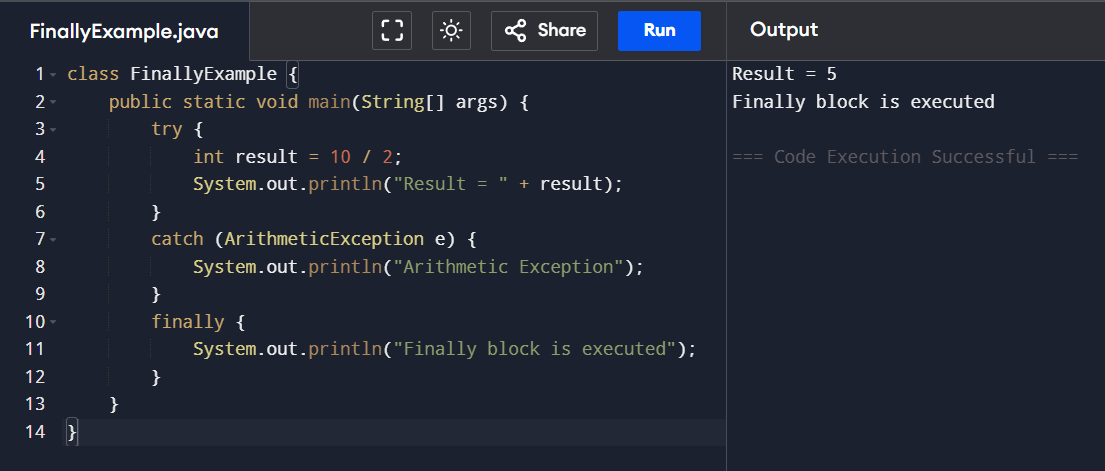 FinallyExample.java
Share
Run
Output
1 class FinallyExample {
2     public static void main(String[] args) {
3         try {
4             int result = 10 / 2;
5             System.out.println("Result = " + result);
6         }
7         catch (ArithmeticException e) {
8             System.out.println("Arithmetic Exception");
9         }
10         finally {
11             System.out.println("Finally block is executed");
12         }
13     }
14 }
Result = 5
Finally block is executed
=== Code Execution Successful ===